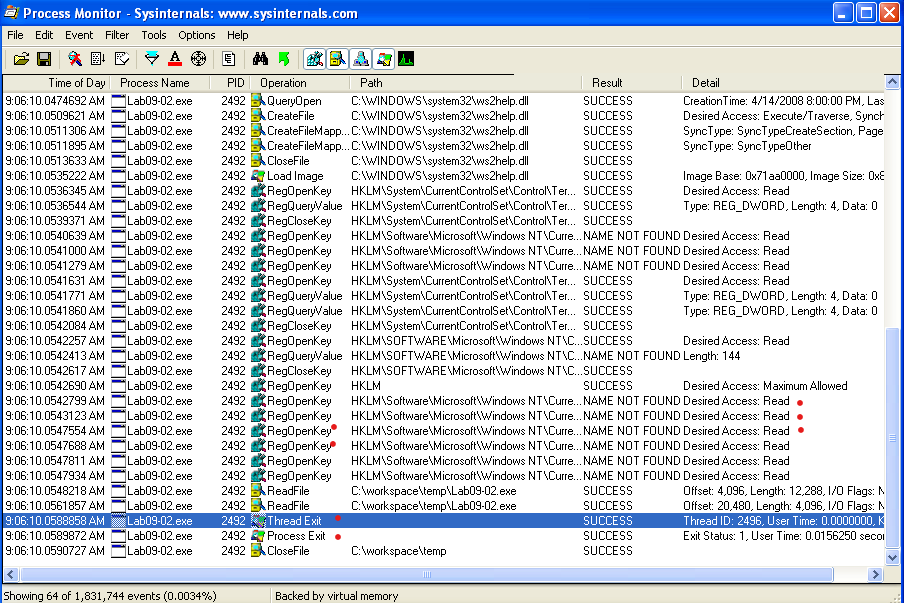 Process Monitor - Sysinternals: www.sysinternals.com
File Edit Event Filter Tools Options Help
Time of Day Process Name PID Operation Path Result Detail
9:06:10.0474692 AM Lab09-02.exe 2492 QueryOpen C:\WINDOWS\system32\ws2help.dll SUCCESS CreationTime: 4/14/2008 8:00:00 PM, Las
9:06:10.0509621 AM Lab09-02.exe 2492 CreateFile C:\WINDOWS\system32\ws2help.dll SUCCESS Desired Access: Execute/Traverse, Synch
9:06:10.0511306 AM Lab09-02.exe 2492 CreateFileMapp... C:\WINDOWS\system32\ws2help.dll SUCCESS SyncType: SyncTypeCreateSection, Page
9:06:10.0511895 AM Lab09-02.exe 2492 CreateFileMapp... C:\WINDOWS\system32\ws2help.dll SUCCESS SyncType: SyncTypeOther
9:06:10.0513633 AM Lab09-02.exe 2492 CloseFile C:\WINDOWS\system32\ws2help.dll SUCCESS
9:06:10.0535222 AM Lab09-02.exe 2492 Load Image C:\WINDOWS\system32\ws2help.dll SUCCESS Image Base: 0x71aa0000, Image Size: 0x8
9:06:10.0536345 AM Lab09-02.exe 2492 RegOpenKey HKLM\System\CurrentControlSet\Control\Ter... SUCCESS Desired Access: Read
9:06:10.0536544 AM Lab09-02.exe 2492 RegQueryValue HKLM\System\CurrentControlSet\Control\Ter... SUCCESS Type: REG_DWORD, Length: 4, Data: 0
9:06:10.0539371 AM Lab09-02.exe 2492 RegCloseKey HKLM\System\CurrentControlSet\Control\Ter... SUCCESS
9:06:10.0540639 AM Lab09-02.exe 2492 RegOpenKey HKLM\Software\Microsoft\Windows NT\Curre... NAME NOT FOUND Desired Access: Read
9:06:10.0541000 AM Lab09-02.exe 2492 RegOpenKey HKLM\Software\Microsoft\Windows NT\Curre... NAME NOT FOUND Desired Access: Read
9:06:10.0541279 AM Lab09-02.exe 2492 RegOpenKey HKLM\Software\Microsoft\Windows NT\Curre... NAME NOT FOUND Desired Access: Read
9:06:10.0541631 AM Lab09-02.exe 2492 RegOpenKey HKLM\System\CurrentControlSet\Control\Ter... SUCCESS Desired Access: Read
9:06:10.0541771 AM Lab09-02.exe 2492 RegQueryValue HKLM\System\CurrentControlSet\Control\Ter... SUCCESS Type: REG_DWORD, Length: 4, Data: 0
9:06:10.0541860 AM Lab09-02.exe 2492 RegQueryValue HKLM\System\CurrentControlSet\Control\Ter... SUCCESS Type: REG_DWORD, Length: 4, Data: 0
9:06:10.0542084 AM Lab09-02.exe 2492 RegCloseKey HKLM\System\CurrentControlSet\Control\Ter... SUCCESS
9:06:10.0542257 AM Lab09-02.exe 2492 RegOpenKey HKLM\SOFTWARE\Microsoft\Windows NT\C... SUCCESS Desired Access: Read
9:06:10.0542413 AM Lab09-02.exe 2492 RegQueryValue HKLM\SOFTWARE\Microsoft\Windows NT\C... NAME NOT FOUND Length: 144
9:06:10.0542617 AM Lab09-02.exe 2492 RegCloseKey HKLM\SOFTWARE\Microsoft\Windows NT\C... SUCCESS
9:06:10.0542690 AM Lab09-02.exe 2492 RegOpenKey HKLM SUCCESS Desired Access: Maximum Allowed
9:06:10.0542799 AM Lab09-02.exe 2492 RegOpenKey HKLM\Software\Microsoft\Windows NT\Curre... NAME NOT FOUND Desired Access: Read
9:06:10.0543123 AM Lab09-02.exe 2492 RegOpenKey HKLM\Software\Microsoft\Windows NT\Curre... NAME NOT FOUND Desired Access: Read
9:06:10.0547554 AM Lab09-02.exe 2492 RegOpenKey HKLM\Software\Microsoft\Windows NT\Curre... NAME NOT FOUND Desired Access: Read
9:06:10.0547688 AM Lab09-02.exe 2492 RegOpenKey HKLM\Software\Microsoft\Windows NT\Curre... NAME NOT FOUND Desired Access: Read
9:06:10.0547811 AM Lab09-02.exe 2492 RegOpenKey HKLM\Software\Microsoft\Windows NT\Curre... NAME NOT FOUND Desired Access: Read
9:06:10.0547934 AM Lab09-02.exe 2492 RegOpenKey HKLM\Software\Microsoft\Windows NT\Curre... NAME NOT FOUND Desired Access: Read
9:06:10.0548218 AM Lab09-02.exe 2492 ReadFile C:\workspace\temp\Lab09-02.exe SUCCESS Offset: 4,096, Length: 12,288, I/O Flags: N
9:06:10.0561857 AM Lab09-02.exe 2492 ReadFile C:\workspace\temp\Lab09-02.exe SUCCESS Offset: 20,480, Length: 4,096, I/O Flags: N
9:06:10.0588858 AM Lab09-02.exe 2492 Thread Exit SUCCESS Thread ID: 2496, User Time: 0.0000000, K
9:06:10.0589872 AM Lab09-02.exe 2492 Process Exit SUCCESS Exit Status: 1, User Time: 0.0156250 secon
9:06:10.0590727 AM Lab09-02.exe 2492 CloseFile C:\workspace\temp SUCCESS
Showing 64 of 1,831,744 events (0.0034%) Backed by virtual memory